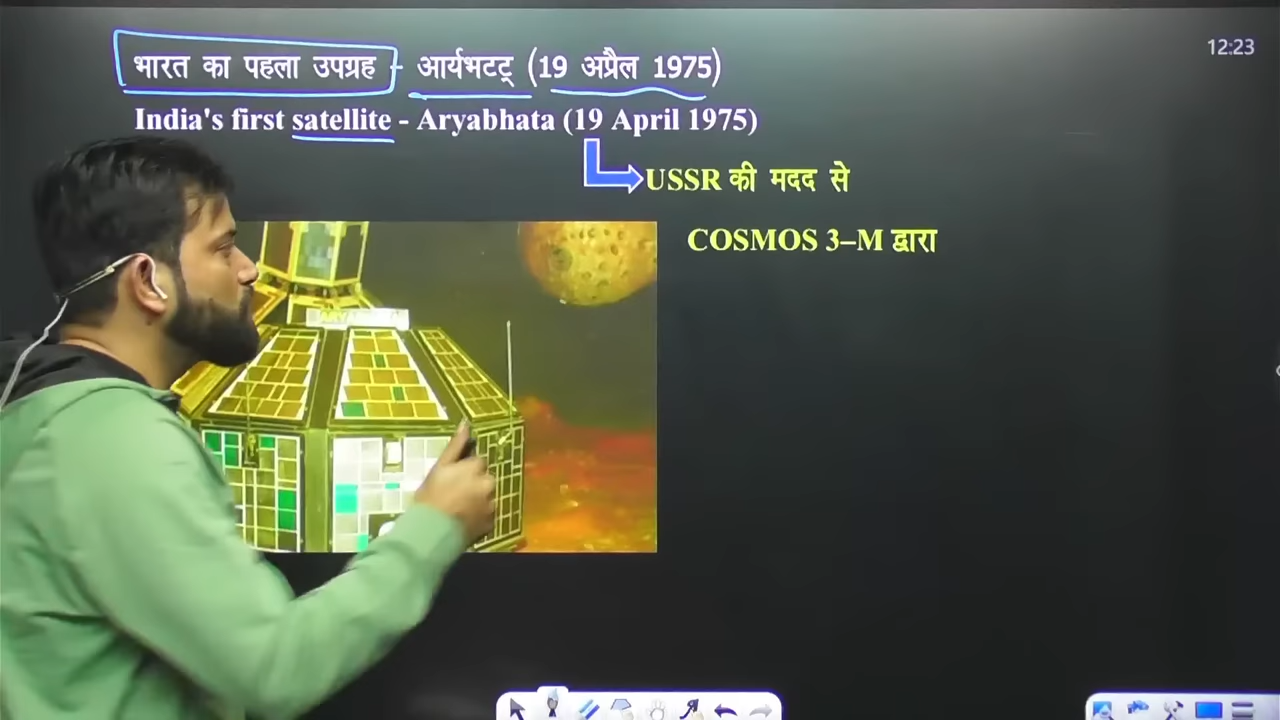 भारत का पहला उपग्रह - आर्यभटट् (19 अप्रैल 1975)
12:23
India's first satellite - Aryabhata (19 April 1975)
USSR की मदद से
COSMOS 3–M द्वारा